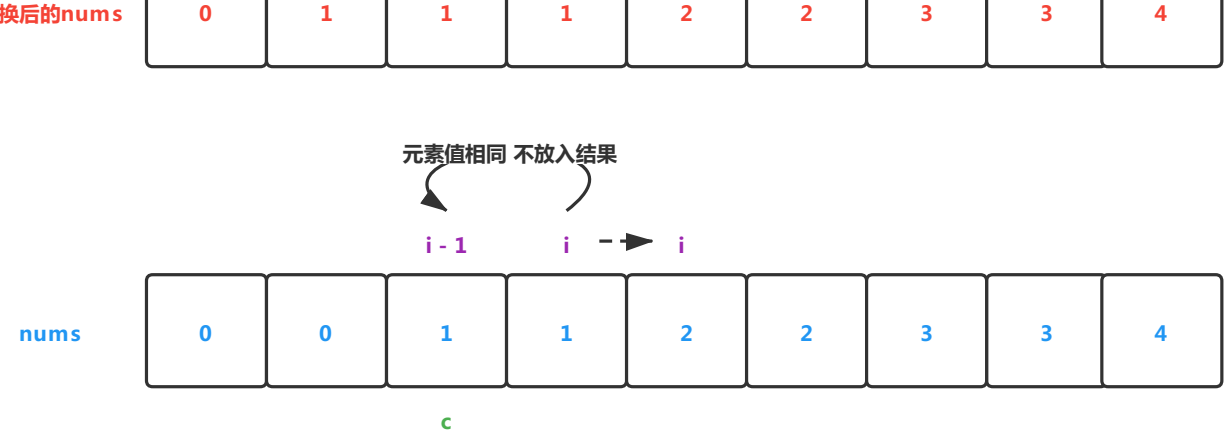 换后的nums 0 1 1 1 2 2 3 3 4
元素值相同 不放入结果
i - 1 i i
nums 0 0 1 1 2 2 3 3 4
c